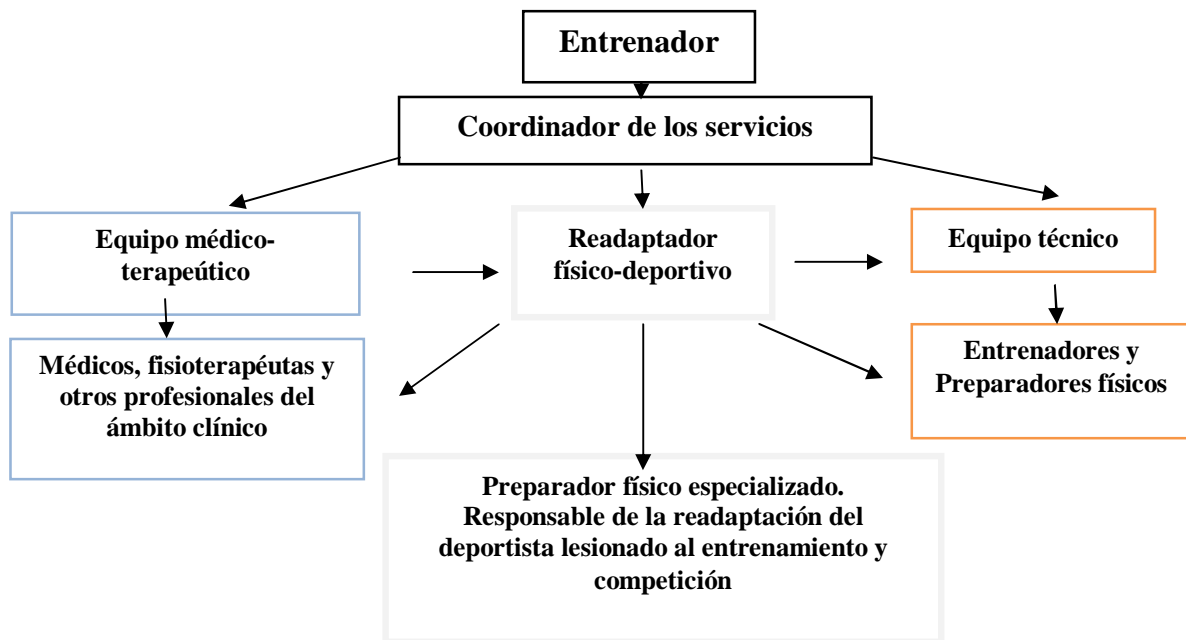 Entrenador
Coordinador de los servicios
Equipo médico-
terapeútico
Readaptador
físico-deportivo
Equipo técnico
Médicos, fisioterapéutas y
otros profesionales del
ámbito clínico
Entrenadores y
Preparadores físicos
Preparador físico especializado.
Responsable de la readaptación del
deportista lesionado al entrenamiento y
competición